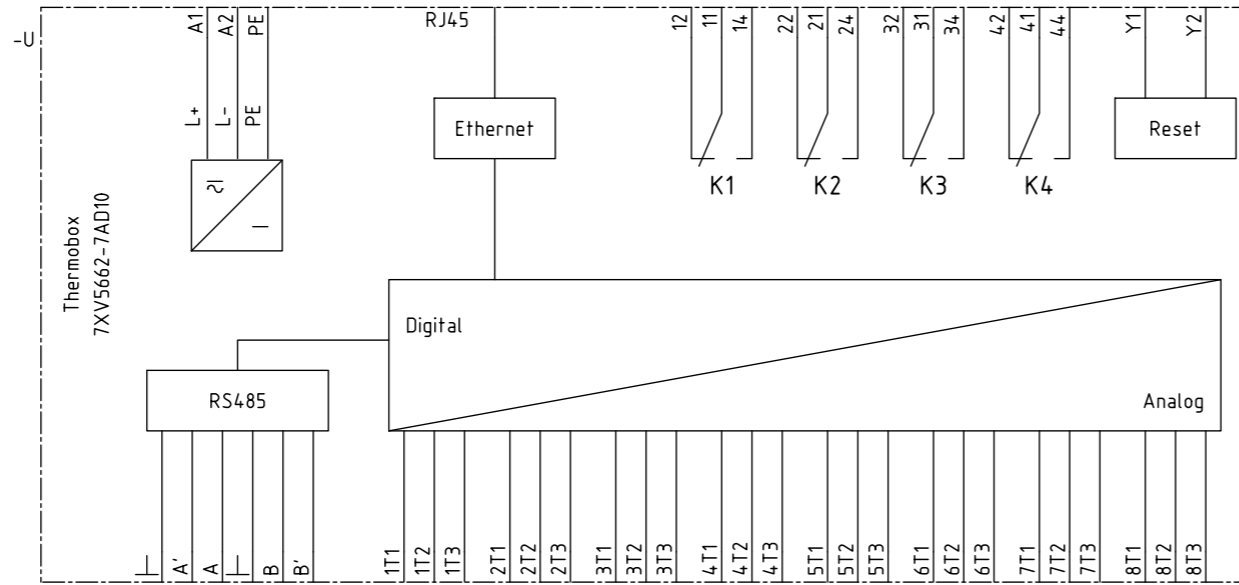 -U
A1
A2
PE
RJ45
12
11
14
22
21
24
32
31
34
42
41
44
Y1
Y2
L+
L-
PE
Ethernet
Reset
K1
K2
K3
K4
Thermobox
7XV5662-7AD10
Digital
Analog
RS485
A'
A
B
B'
1T1
1T2
1T3
2T1
2T2
2T3
3T1
3T2
3T3
4T1
4T2
4T3
5T1
5T2
5T3
6T1
6T2
6T3
7T1
7T2
7T3
8T1
8T2
8T3